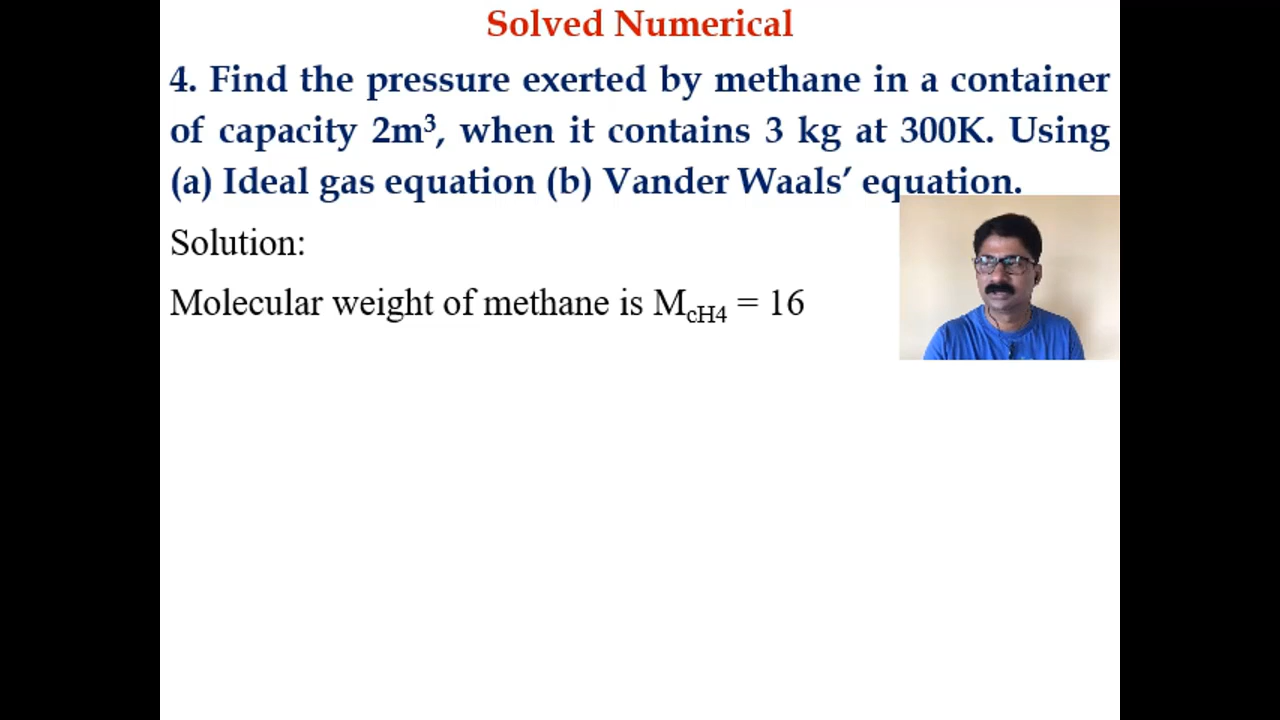 Solved Numerical
4. Find the pressure exerted by methane in a container
of capacity 2m³, when it contains 3 kg at 300K. Using
(a) Ideal gas equation (b) Vander Waals’ equation.
Solution:
Molecular weight of methane is McH4 = 16